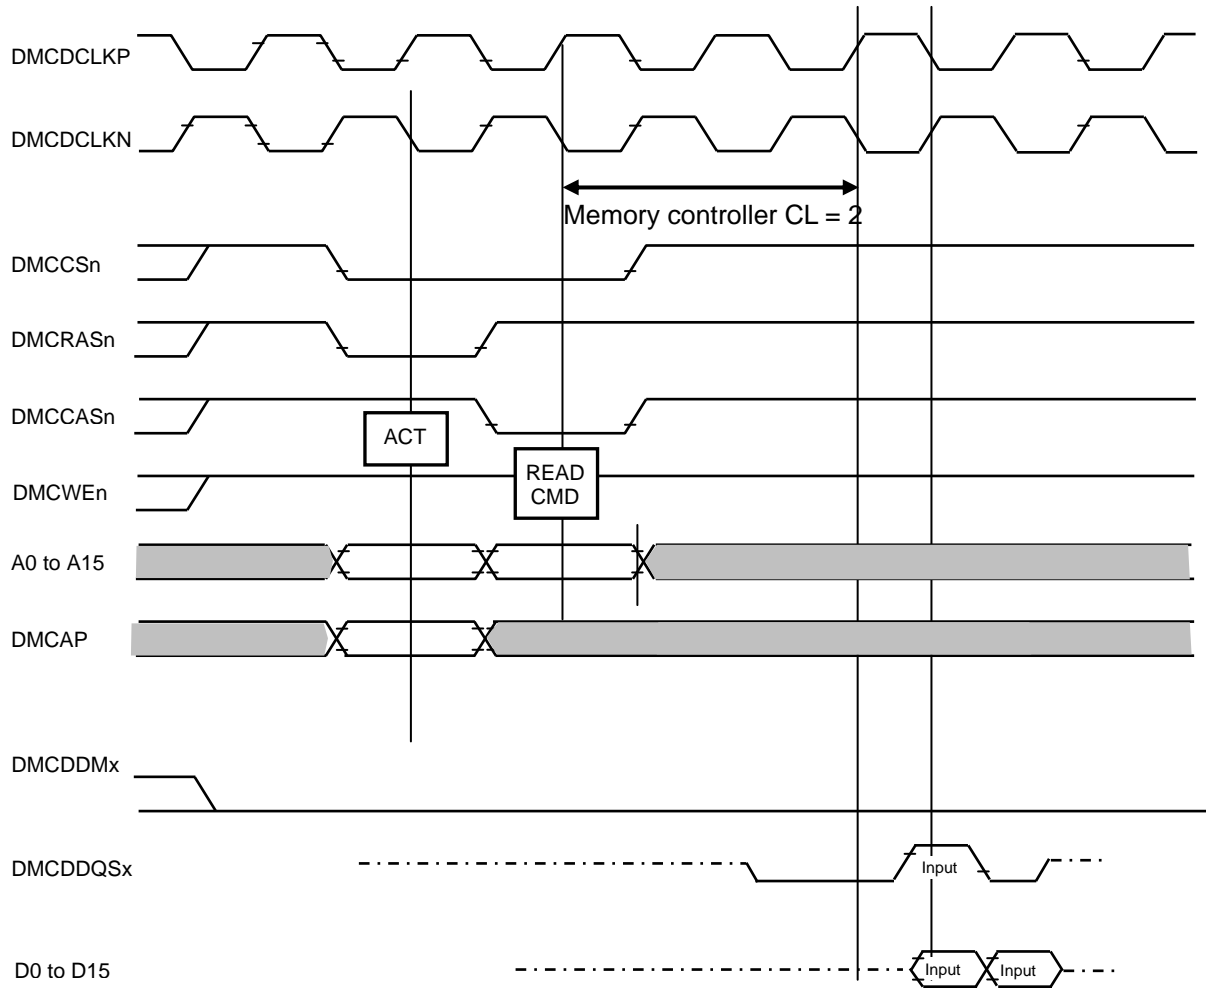 DMCDCLKP
DMCDCLKN
Memory controller CL = 2
DMCCSn
DMCRASn
DMCCASn
ACT
READ
CMD
DMCWEn
A0 to A15
DMCAP
DMCDDMx
DMCDDQSx
Input
D0 to D15
Input
Input